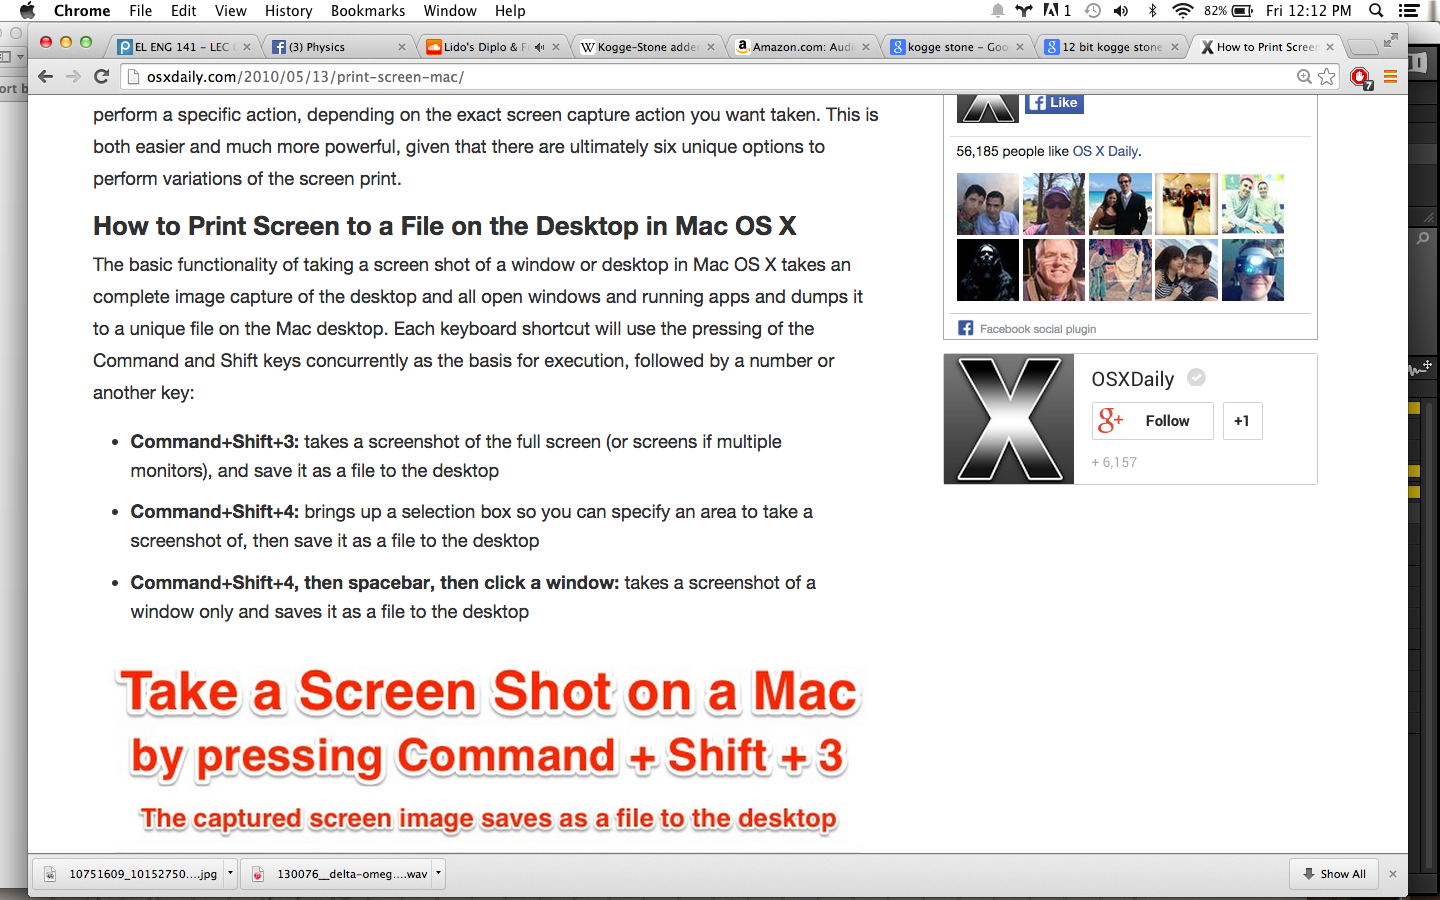 Chrome File Edit View History Bookmarks Window Help
1 82% Fri 12:12 PM
EL ENG 141 – LEC
(3) Physics
Lido's Diplo & F
Kogge-Stone adder
Amazon.com: Audi
kogge stone – Goo
12 bit kogge stone
How to Print Screen
osxdaily.com/2010/05/13/print-screen-mac/
7
ort b
perform a specific action, depending on the exact screen capture action you want taken. This is
both easier and much more powerful, given that there are ultimately six unique options to
perform variations of the screen print.
How to Print Screen to a File on the Desktop in Mac OS X
The basic functionality of taking a screen shot of a window or desktop in Mac OS X takes an
complete image capture of the desktop and all open windows and running apps and dumps it
to a unique file on the Mac desktop. Each keyboard shortcut will use the pressing of the
Command and Shift keys concurrently as the basis for execution, followed by a number or
another key:
• Command+Shift+3: takes a screenshot of the full screen (or screens if multiple
monitors), and save it as a file to the desktop
• Command+Shift+4: brings up a selection box so you can specify an area to take a
screenshot of, then save it as a file to the desktop
• Command+Shift+4, then spacebar, then click a window: takes a screenshot of a
window only and saves it as a file to the desktop
Take a Screen Shot on a Mac
by pressing Command + Shift + 3
The captured screen image saves as a file to the desktop
Like
56,185 people like OS X Daily.
Facebook social plugin
X
OSXDaily
g+ Follow
+1
+ 6,157
10751609_10152750....jpg
130076__delta-omeg....wav
Show All